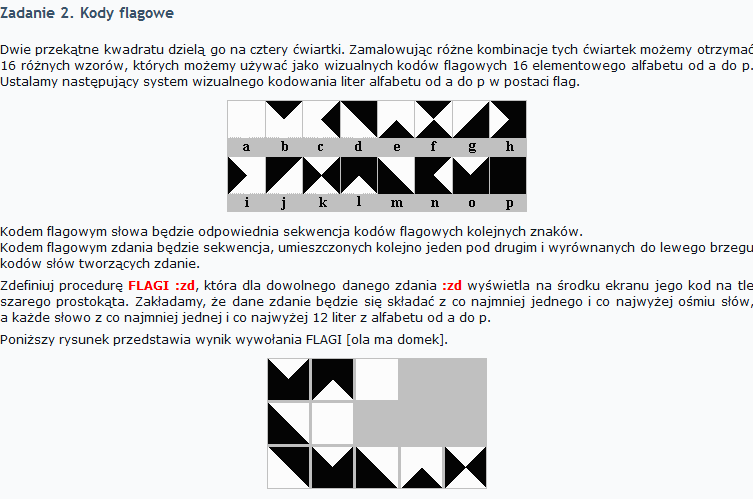 Zadanie 2. Kody flagowe
Dwie przekątne kwadratu dzielą go na cztery ćwiartki. Zamalowując różne kombinacje tych ćwiartek możemy otrzymać
16 różnych wzorów, których możemy używać jako wizualnych kodów flagowych 16 elementowego alfabetu od a do p.
Ustalamy następujący system wizualnego kodowania liter alfabetu od a do p w postaci flag.
a b c d e f g h
i j k l m n o p
Kodem flagowym słowa będzie odpowiednia sekwencja kodów flagowych kolejnych znaków.
Kodem flagowym zdania będzie sekwencja, umieszczonych kolejno jeden pod drugim i wyrównanych do lewego brzegu
kodów słów tworzących zdanie.
Zdefiniuj procedurę FLAGI :zd, która dla dowolnego danego zdania :zd wyświetla na środku ekranu jego kod na tle
szarego prostokąta. Zakładamy, że dane zdanie będzie się składać z co najmniej jednego i co najwyżej ośmiu słów,
a każde słowo z co najmniej jednej i co najwyżej 12 liter z alfabetu od a do p.
Poniższy rysunek przedstawia wynik wywołania FLAGI [ola ma domek].